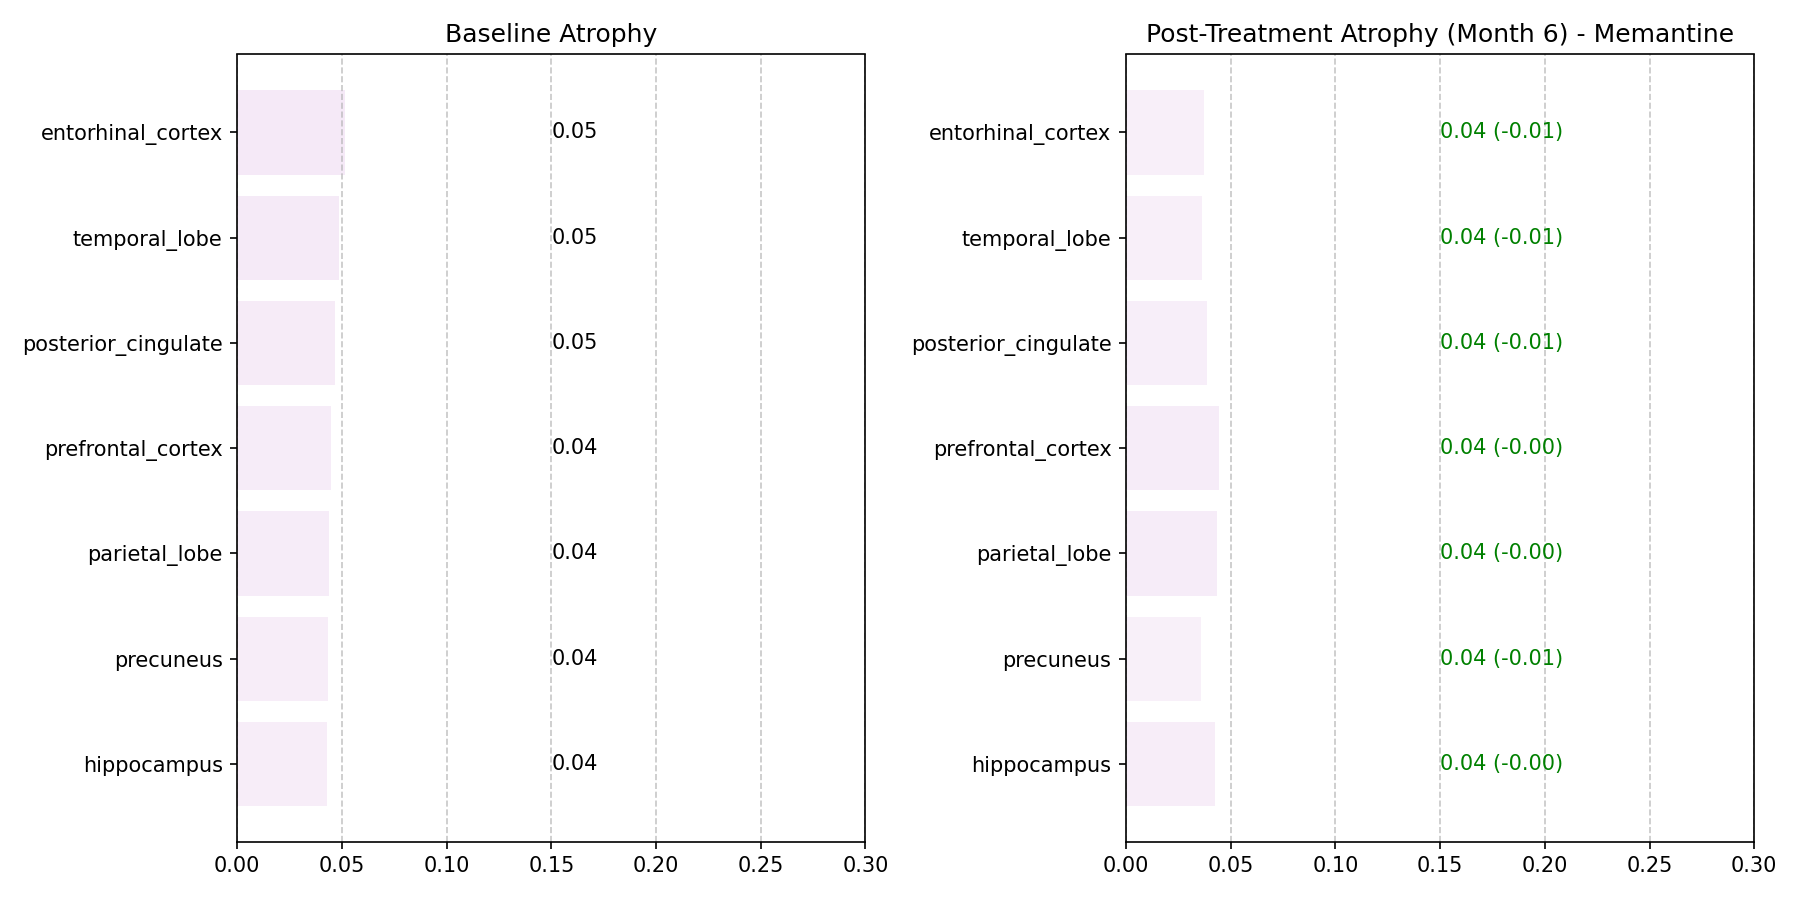 Baseline Atrophy
entorhinal_cortex 0.05
temporal_lobe 0.05
posterior_cingulate 0.05
prefrontal_cortex 0.04
parietal_lobe 0.04
precuneus 0.04
hippocampus 0.04
0.00 0.05 0.10 0.15 0.20 0.25 0.30
Post-Treatment Atrophy (Month 6) - Memantine
entorhinal_cortex 0.04 (-0.01)
temporal_lobe 0.04 (-0.01)
posterior_cingulate 0.04 (-0.01)
prefrontal_cortex 0.04 (-0.00)
parietal_lobe 0.04 (-0.00)
precuneus 0.04 (-0.01)
hippocampus 0.04 (-0.00)
0.00 0.05 0.10 0.15 0.20 0.25 0.30